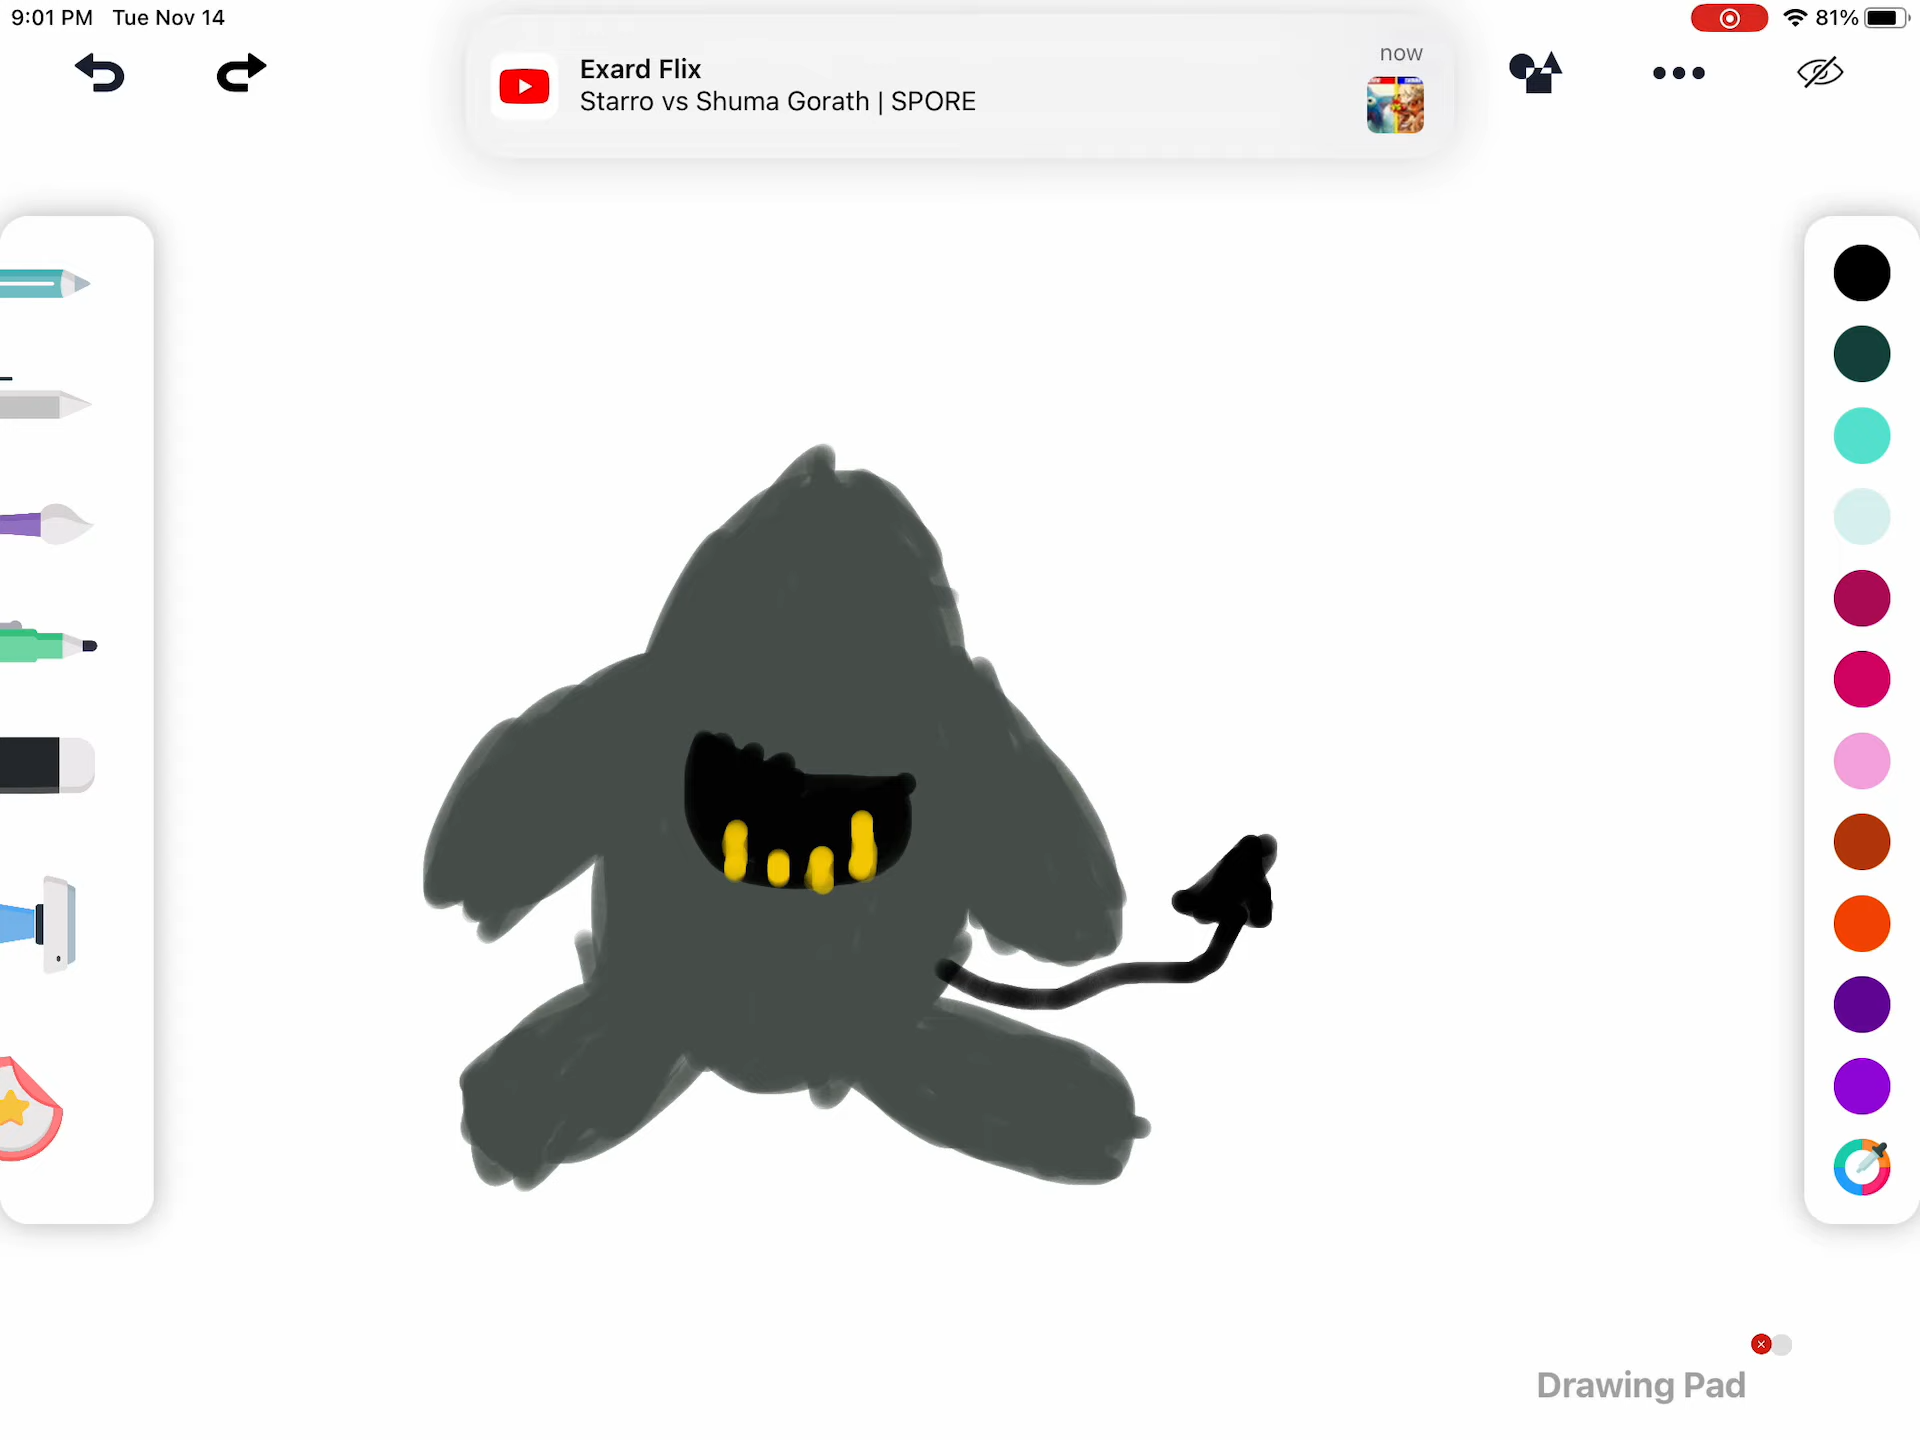 9:01 PM Tue Nov 14
81%
Exard Flix
now
Starro vs Shuma Gorath | SPORE
Drawing Pad